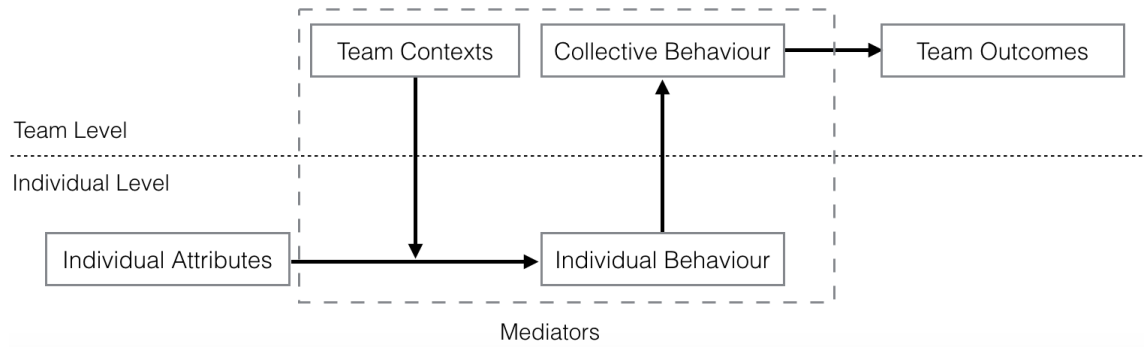 Team Contexts
Collective Behaviour
Team Outcomes
Team Level
Individual Level
Individual Attributes
Individual Behaviour
Mediators